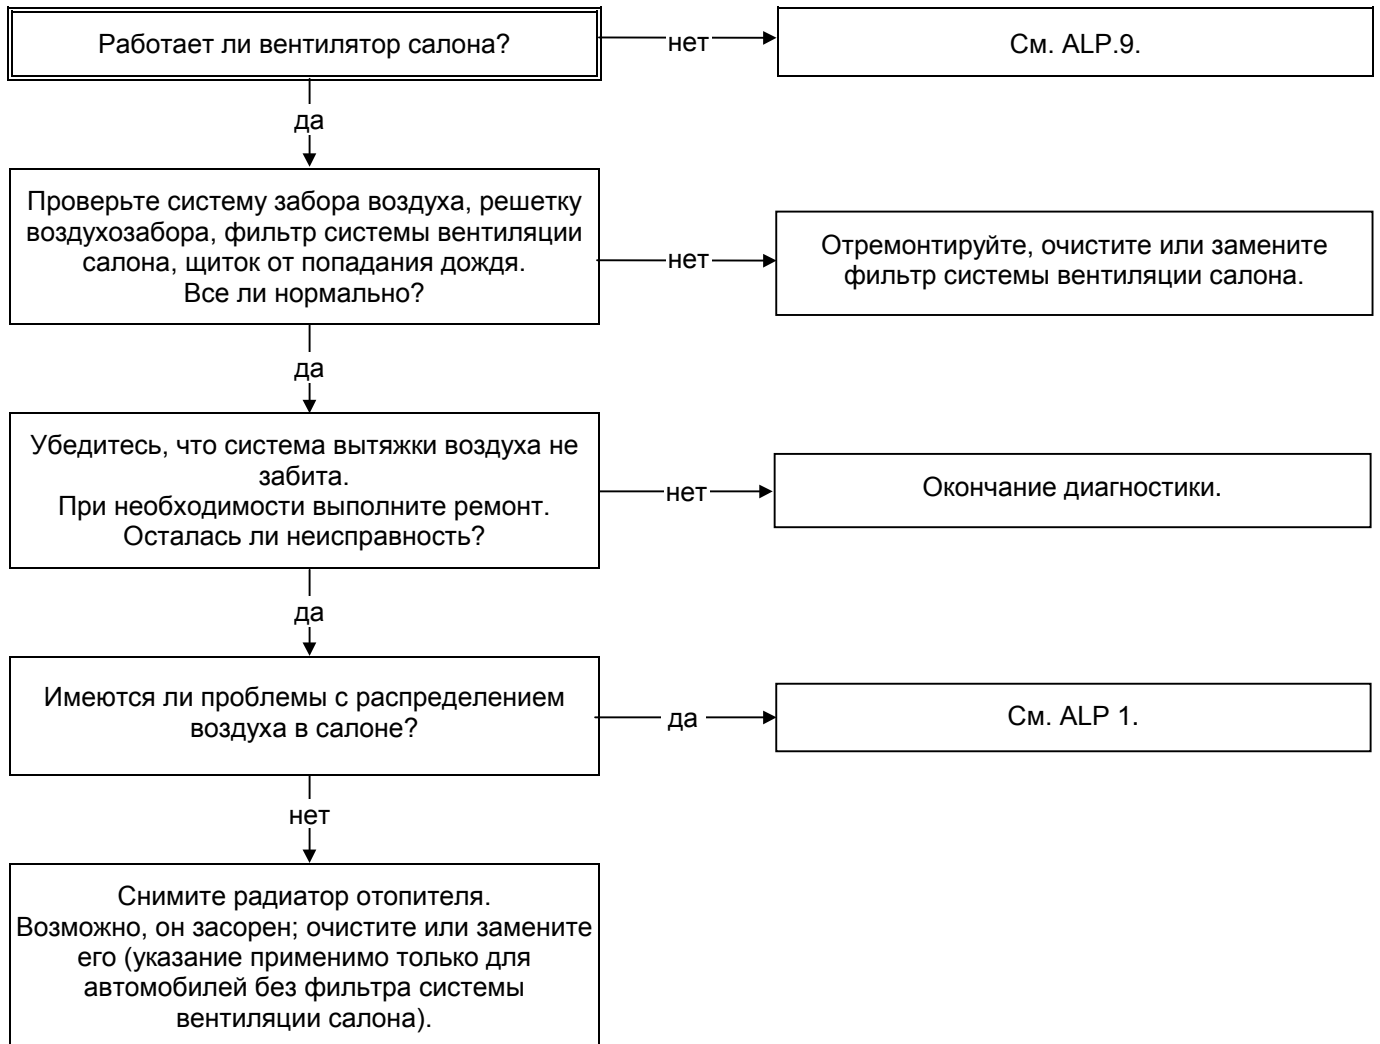 Работает ли вентилятор салона?
нет
См. ALP.9.
да
Проверьте систему забора воздуха, решетку
воздухозабора, фильтр системы вентиляции
салона, щиток от попадания дождя.
Все ли нормально?
нет
Отремонтируйте, очистите или замените
фильтр системы вентиляции салона.
да
Убедитесь, что система вытяжки воздуха не
забита.
При необходимости выполните ремонт.
Осталась ли неисправность?
нет
Окончание диагностики.
да
Имеются ли проблемы с распределением
воздуха в салоне?
да
См. ALP 1.
нет
Снимите радиатор отопителя.
Возможно, он засорен; очистите или замените
его (указание применимо только для
автомобилей без фильтра системы
вентиляции салона).